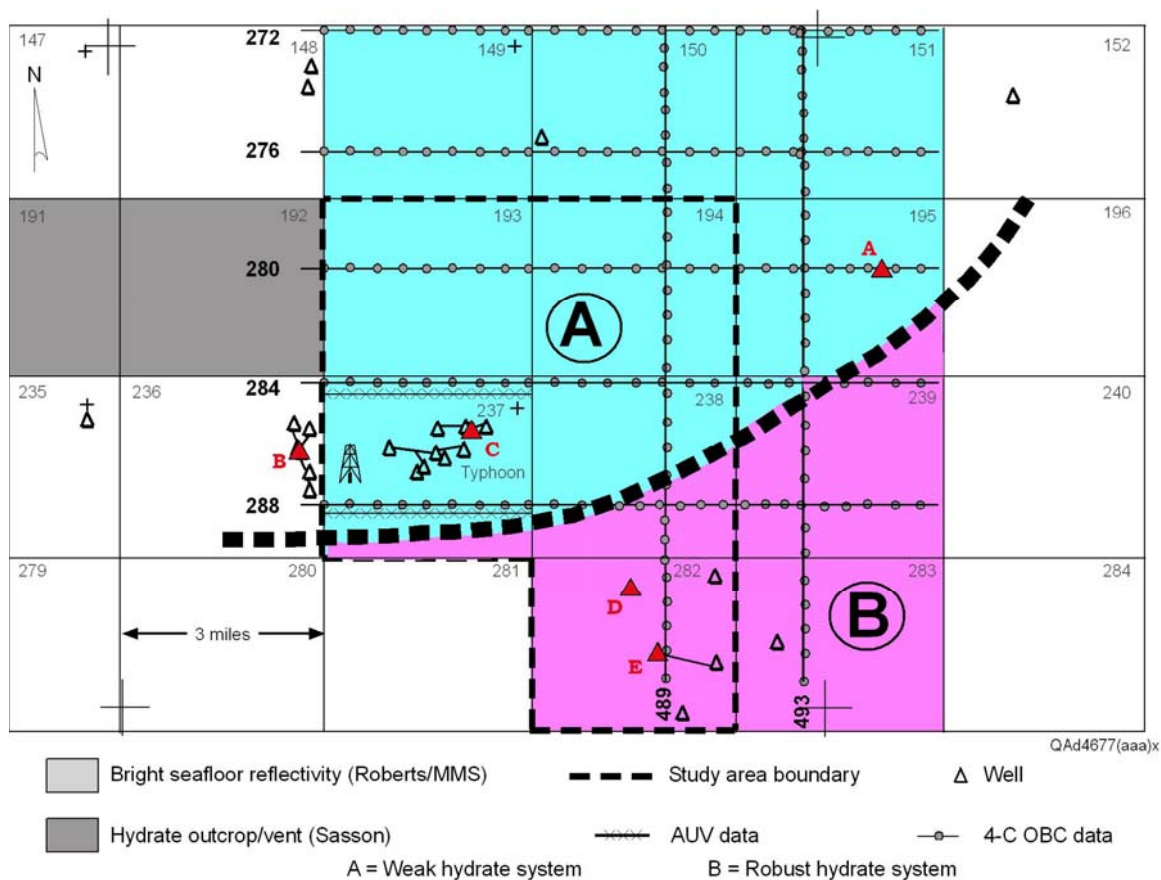 147 272 148 149 150 151 152
N
276
191 192 193 194 195 196
280 A
A
235 236 284 237 238 239 240
B C
Typhoon
288
279 280 281 282 283 284
3 miles D B
E
489 493
QAd4677(aaa)x
Bright seafloor reflectivity (Roberts/MMS) Study area boundary Well
Hydrate outcrop/vent (Sasson) AUV data 4-C OBC data
A = Weak hydrate system B = Robust hydrate system